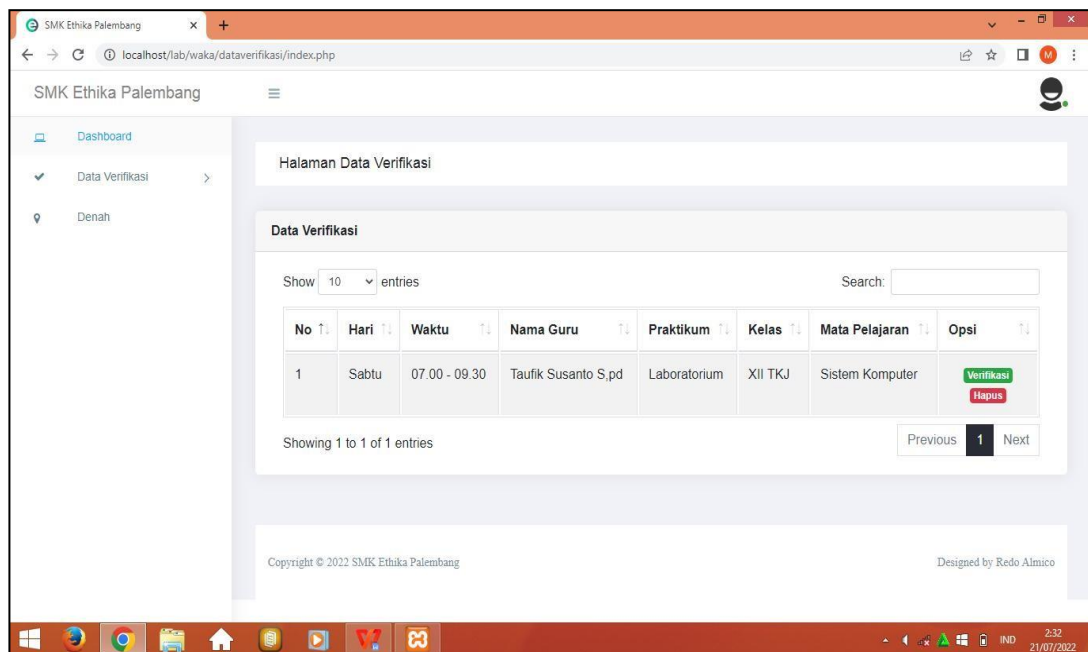 SMK Ethika Palembang
localhost/lab/waka/dataverifikasi/index.php
M
SMK Ethika Palembang
Dashboard
Data Verifikasi
Denah
Halaman Data Verifikasi
Data Verifikasi
Show 10 entries Search:
No Hari Waktu Nama Guru Praktikum Kelas Mata Pelajaran Opsi
1 Sabtu 07.00 - 09.30 Taufik Susanto S,pd Laboratorium XII TKJ Sistem Komputer Verifikasi
Hapus
Showing 1 to 1 of 1 entries Previous 1 Next
Copyright © 2022 SMK Ethika Palembang Designed by Redo Almico
IND 2:32
21/07/2022